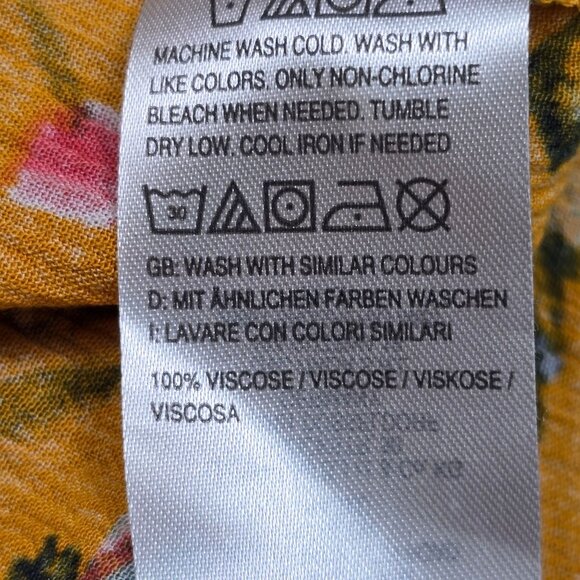 MACHINE WASH COLD. WASH WITH
LIKE COLORS. ONLY NON-CHLORINE
BLEACH WHEN NEEDED. TUMBLE
DRY LOW. COOL IRON IF NEEDED
30
GB: WASH WITH SIMILAR COLOURS
D: MIT ÄHNLICHEN FARBEN WASCHEN
I: LAVARE CON COLORI SIMILARI
100% VISCOSE / VISCOSE / VISKOSE /
VISCOSA